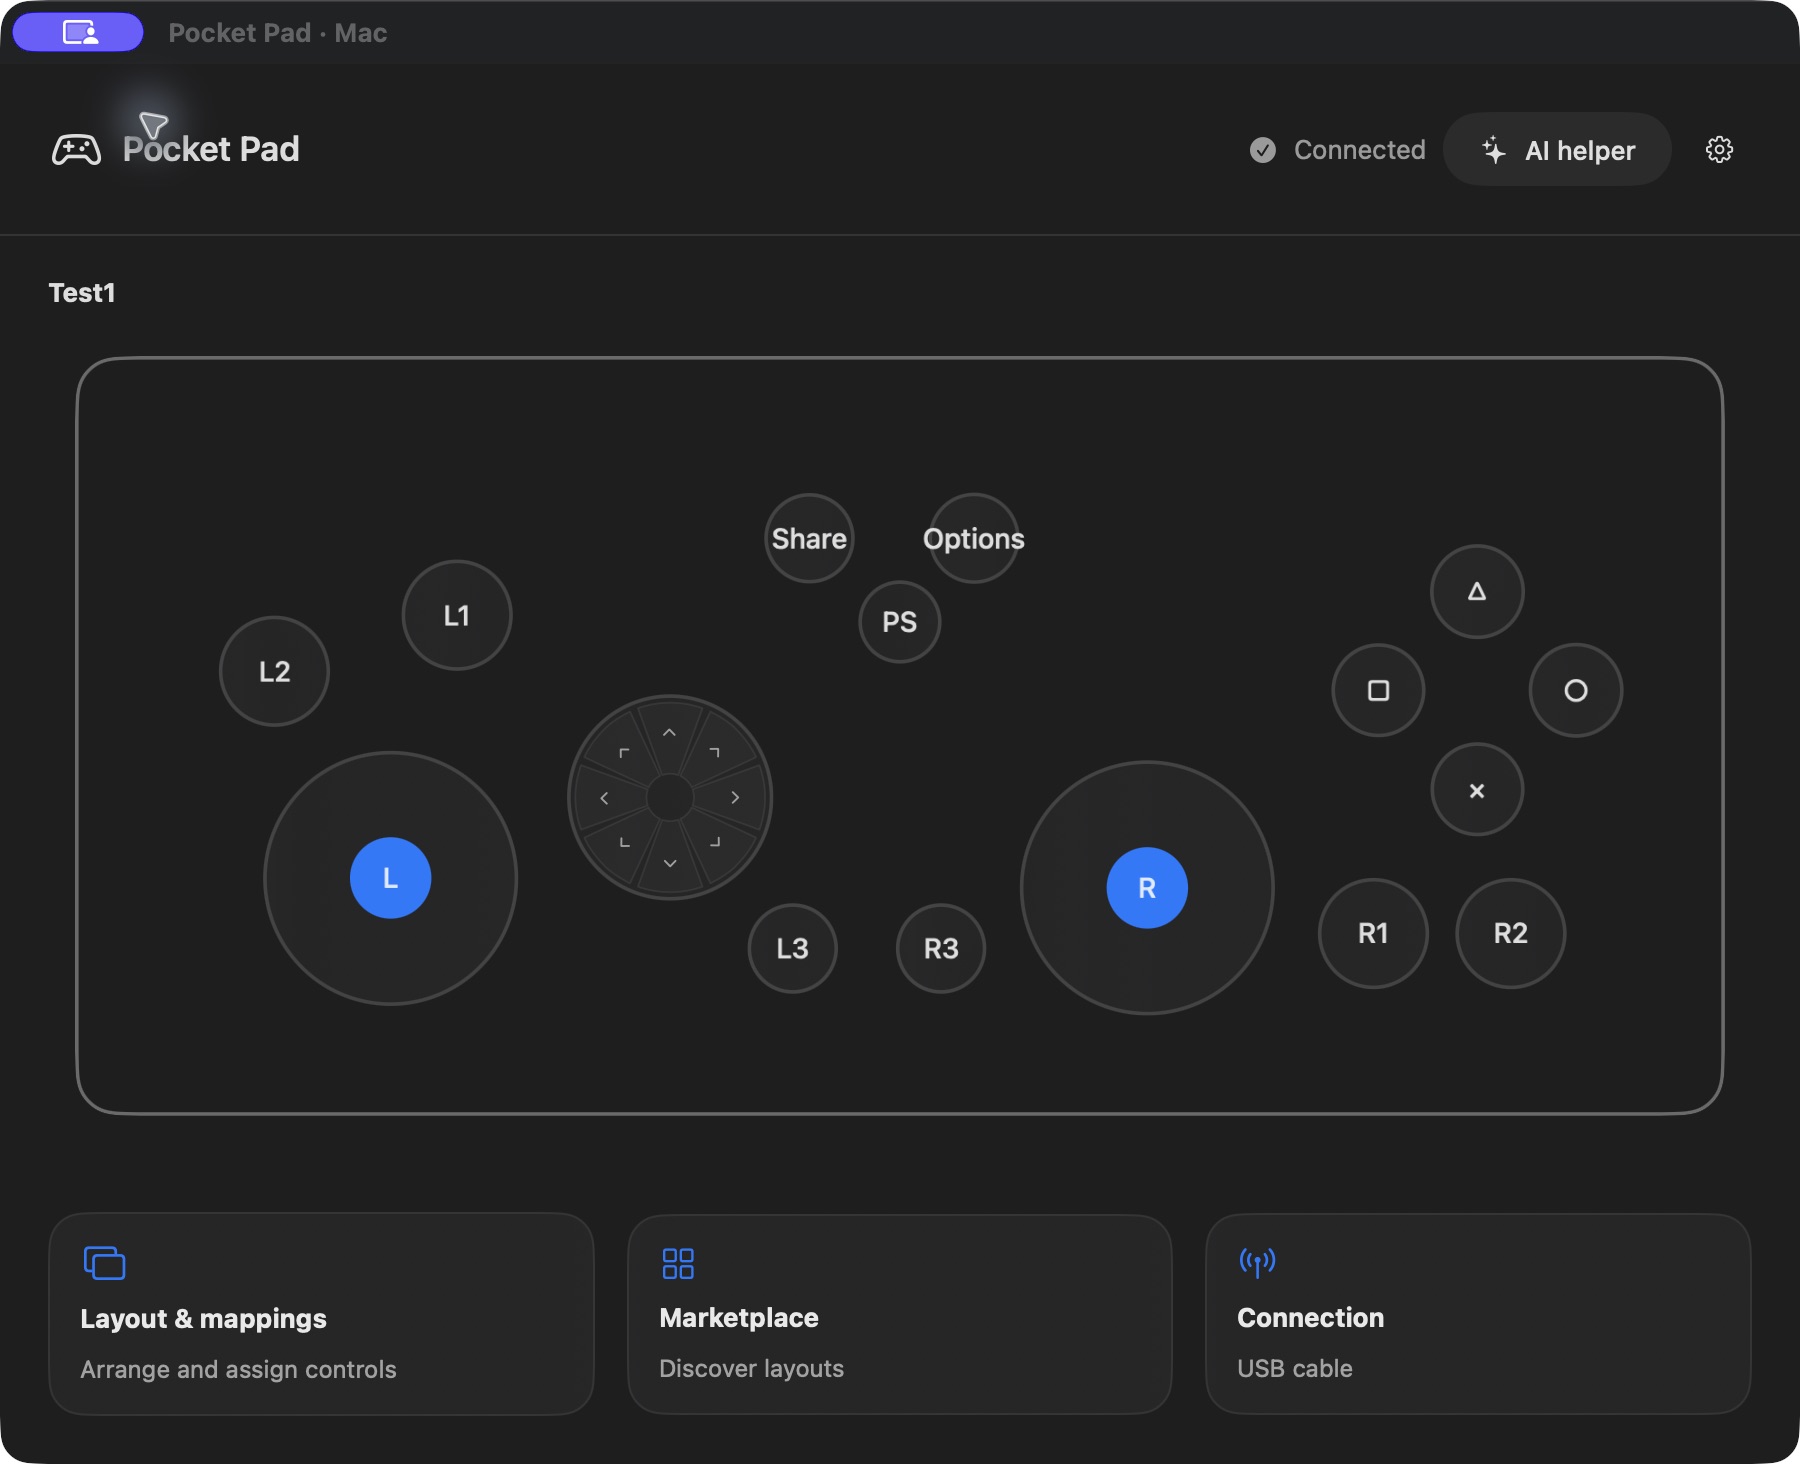 Pocket Pad · Mac
Pocket Pad
Connected
AI helper
Test1
Share
Options
PS
L1
L2
L
L3
R3
R
R1
R2
Layout & mappings
Arrange and assign controls
Marketplace
Discover layouts
Connection
USB cable